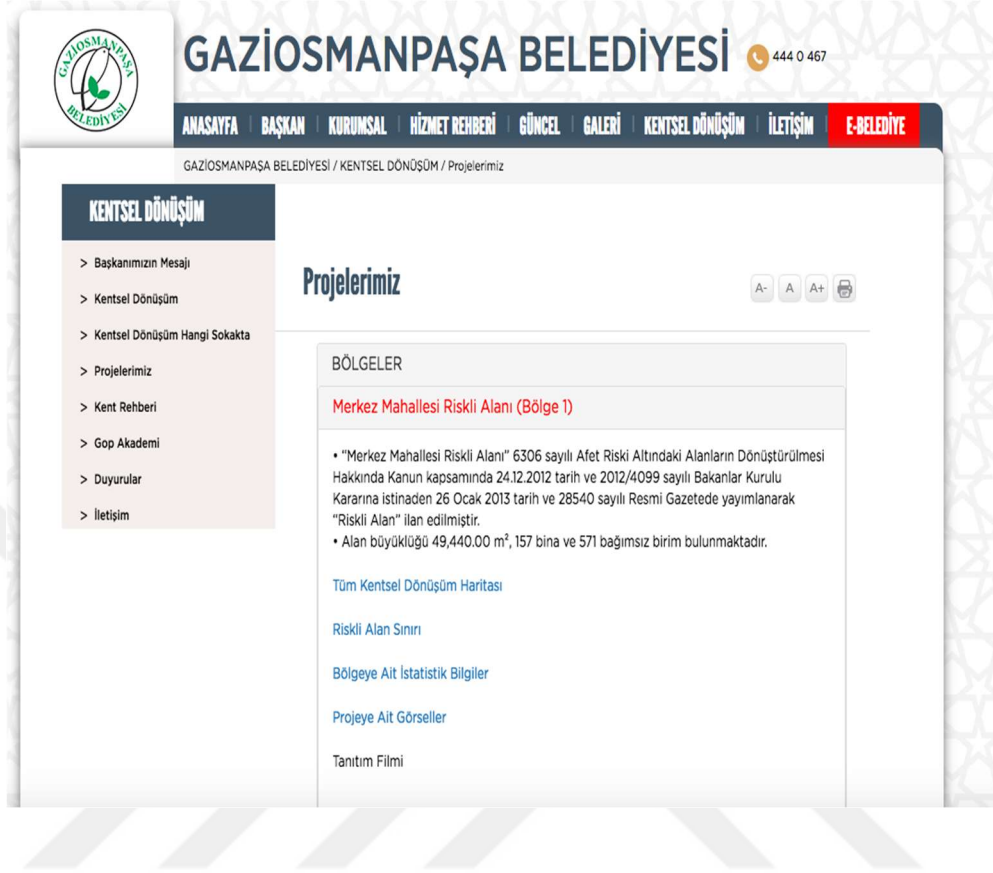 GAZİOSMANPAŞA
BELEDİYESİ
GAZİOSMANPAŞA BELEDİYESİ 444 0 467
ANASAYFA BAŞKAN KURUMSAL HİZMET REHBERİ GÜNCEL GALERİ KENTSEL DÖNÜŞÜM İLETİŞİM E-BELEDİYE
GAZİOSMANPAŞA BELEDİYESİ / KENTSEL DÖNÜŞÜM / Projelerimiz
KENTSEL DÖNÜŞÜM
> Başkanımızın Mesajı
> Kentsel Dönüşüm
> Kentsel Dönüşüm Hangi Sokakta
> Projelerimiz
> Kent Rehberi
> Gop Akademi
> Duyurular
> İletişim
Projelerimiz
A- A A+
BÖLGELER
Merkez Mahallesi Riskli Alanı (Bölge 1)
• “Merkez Mahallesi Riskli Alanı” 6306 sayılı Afet Riski Altındaki Alanların Dönüştürülmesi
Hakkında Kanun kapsamında 24.12.2012 tarih ve 2012/4099 sayılı Bakanlar Kurulu
Kararına istinaden 26 Ocak 2013 tarih ve 28540 sayılı Resmi Gazetede yayımlanarak
“Riskli Alan” ilan edilmiştir.
• Alan büyüklüğü 49,440.00 m², 157 bina ve 571 bağımsız birim bulunmaktadır.
Tüm Kentsel Dönüşüm Haritası
Riskli Alan Sınırı
Bölgeye Ait İstatistik Bilgiler
Projeye Ait Görseller
Tanıtım Filmi